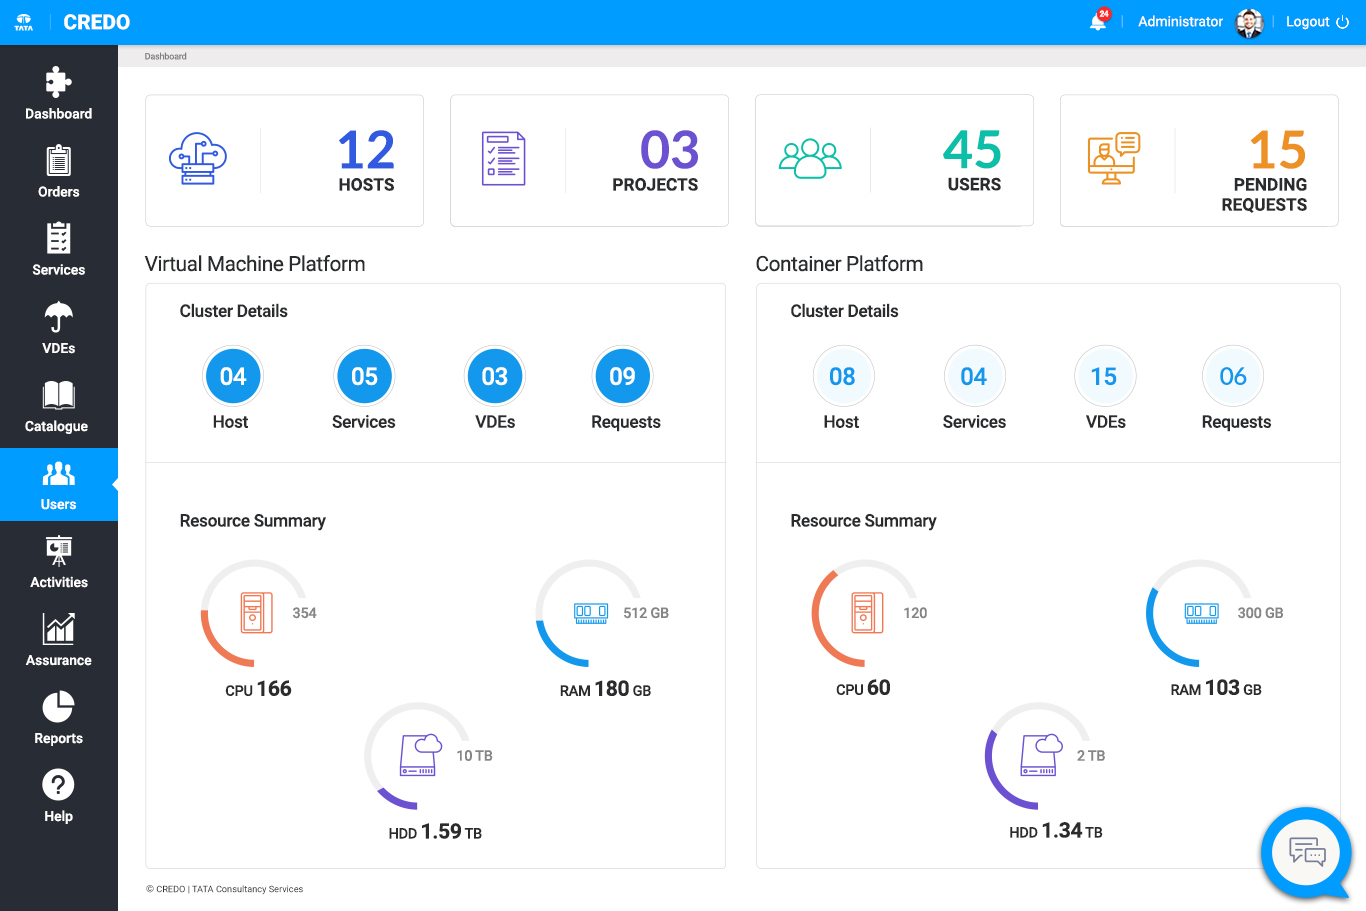 TATA
CREDO
24
Administrator
Logout
Dashboard
Orders
Services
VDEs
Catalogue
Users
Activities
Assurance
Reports
?
Help
Dashboard
12
HOSTS
03
PROJECTS
45
USERS
15
PENDING
REQUESTS
Virtual Machine Platform
Cluster Details
04
Host
05
Services
03
VDEs
09
Requests
Resource Summary
354
CPU 166
512 GB
RAM 180 GB
10 TB
HDD 1.59 TB
Container Platform
Cluster Details
08
Host
04
Services
15
VDEs
06
Requests
Resource Summary
120
CPU 60
300 GB
RAM 103 GB
2 TB
HDD 1.34 TB
© CREDO | TATA Consultancy Services